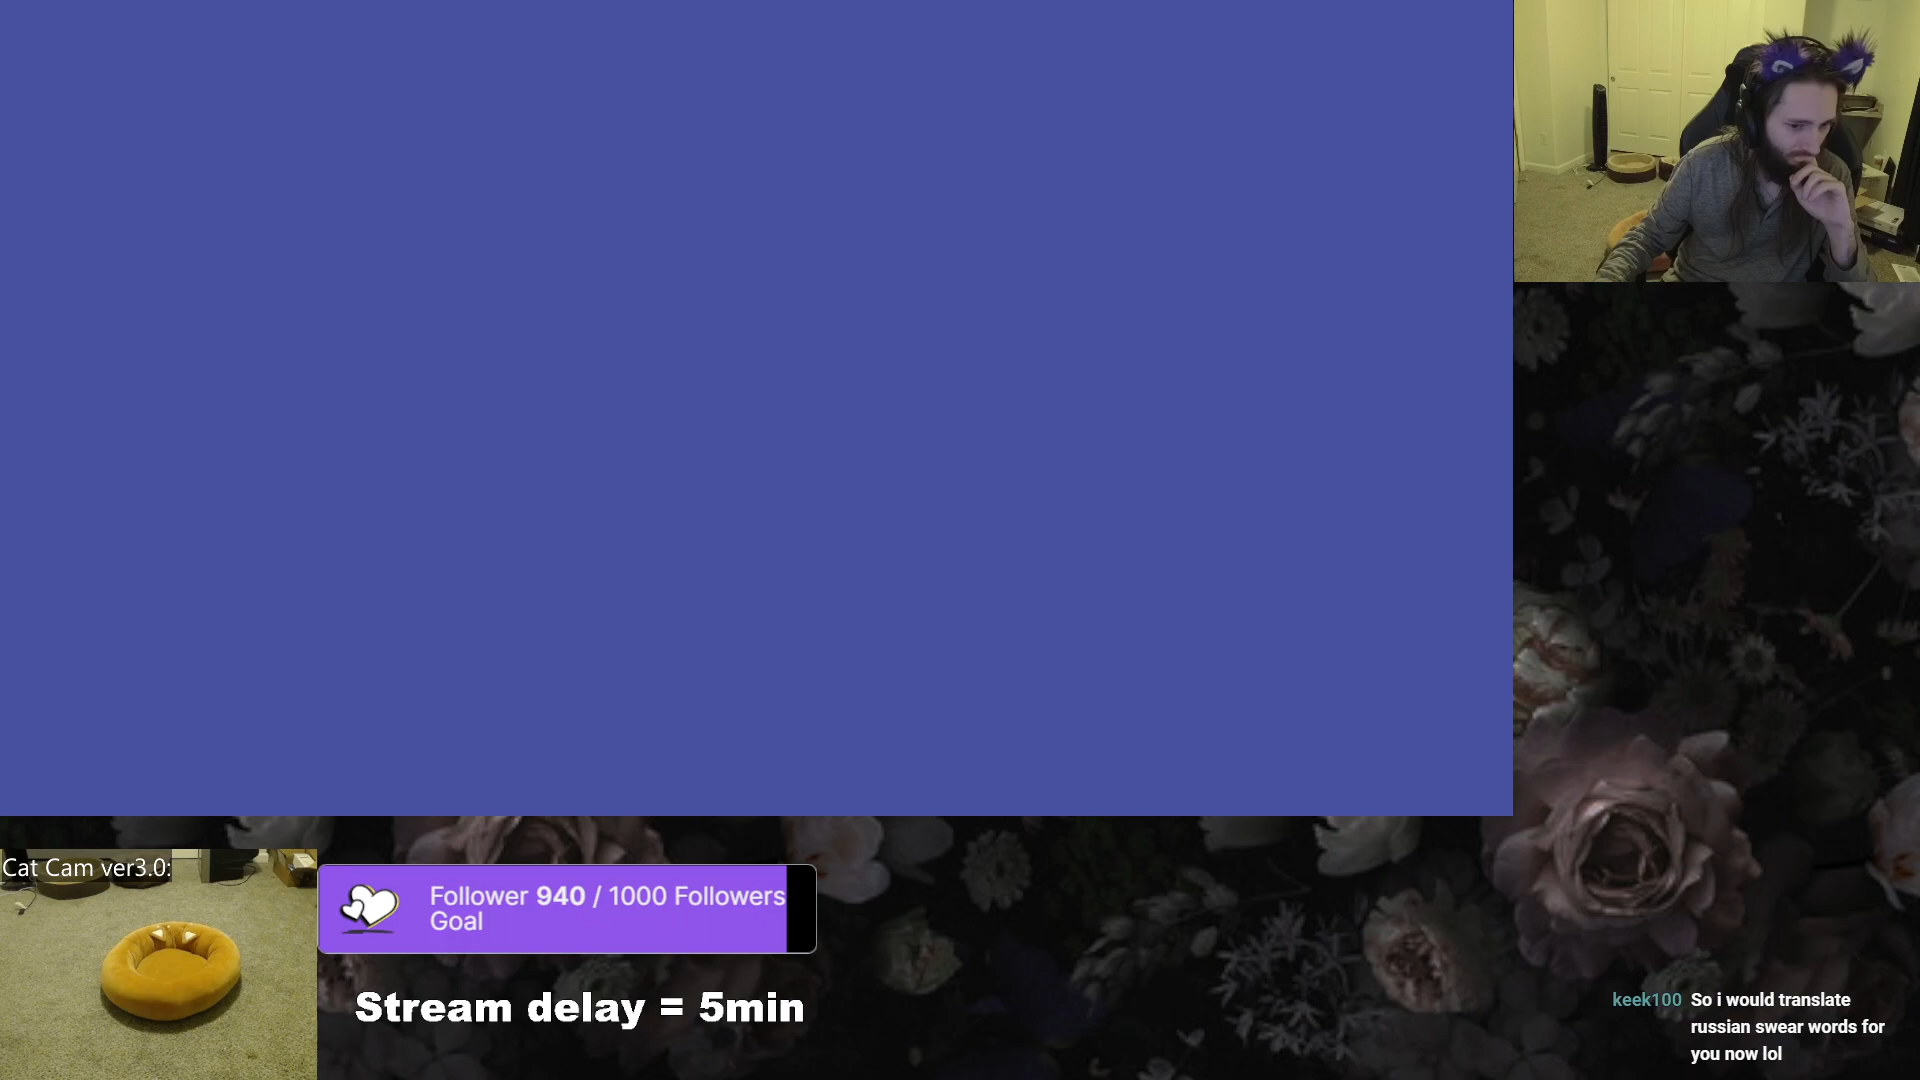 Cat Cam ver3.0:
Follower 940 / 1000 Followers
Goal
Stream delay = 5min
keek100 So i would translate
russian swear words for
you now lol